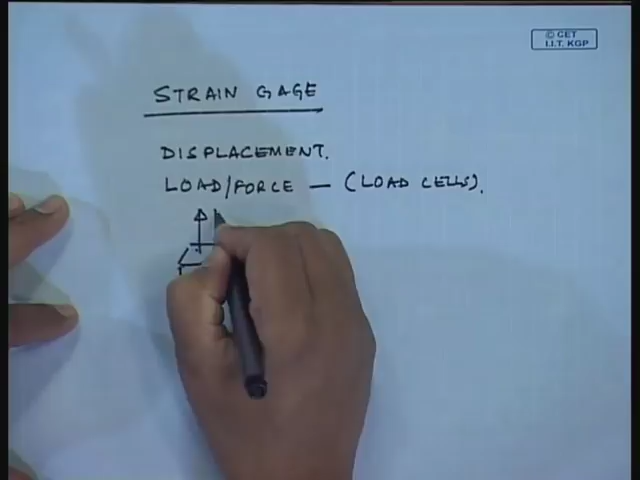 © CET
I.I.T. KGP
STRAIN GAGE
DISPLACEMENT.
LOAD/FORCE — (LOAD CELLS).